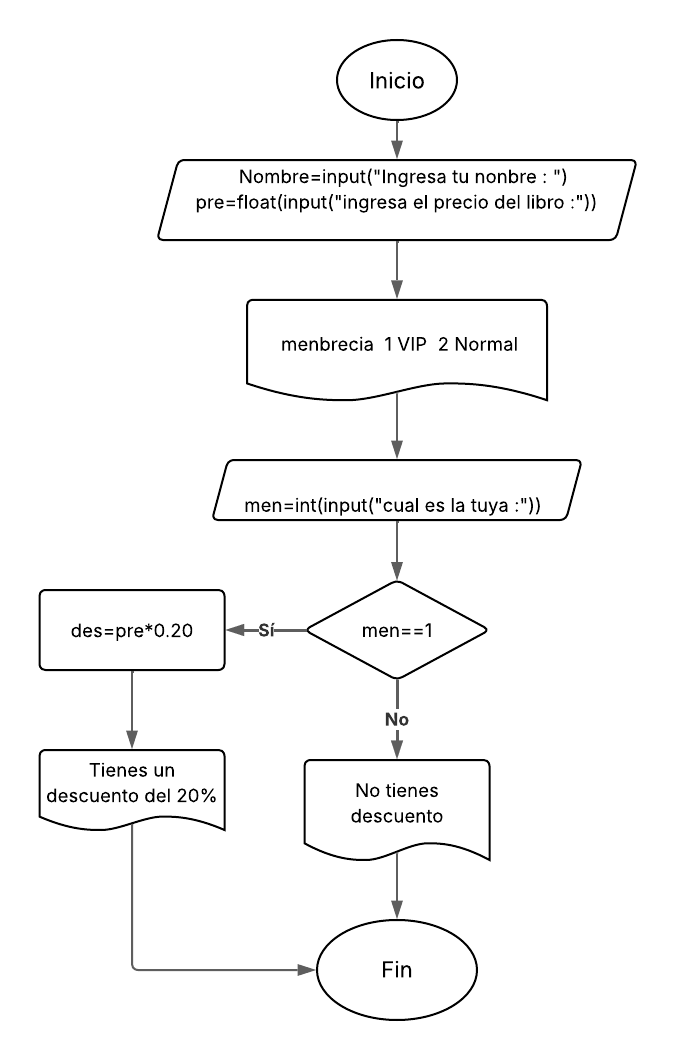 Inicio
Nombre=input("Ingresa tu nonbre : ")
pre=float(input("ingresa el precio del libro :"))
menbrecia  1 VIP  2 Normal
men=int(input("cual es la tuya :"))
des=pre*0.20
Sí
men==1
No
Tienes un
descuento del 20%
No tienes
descuento
Fin